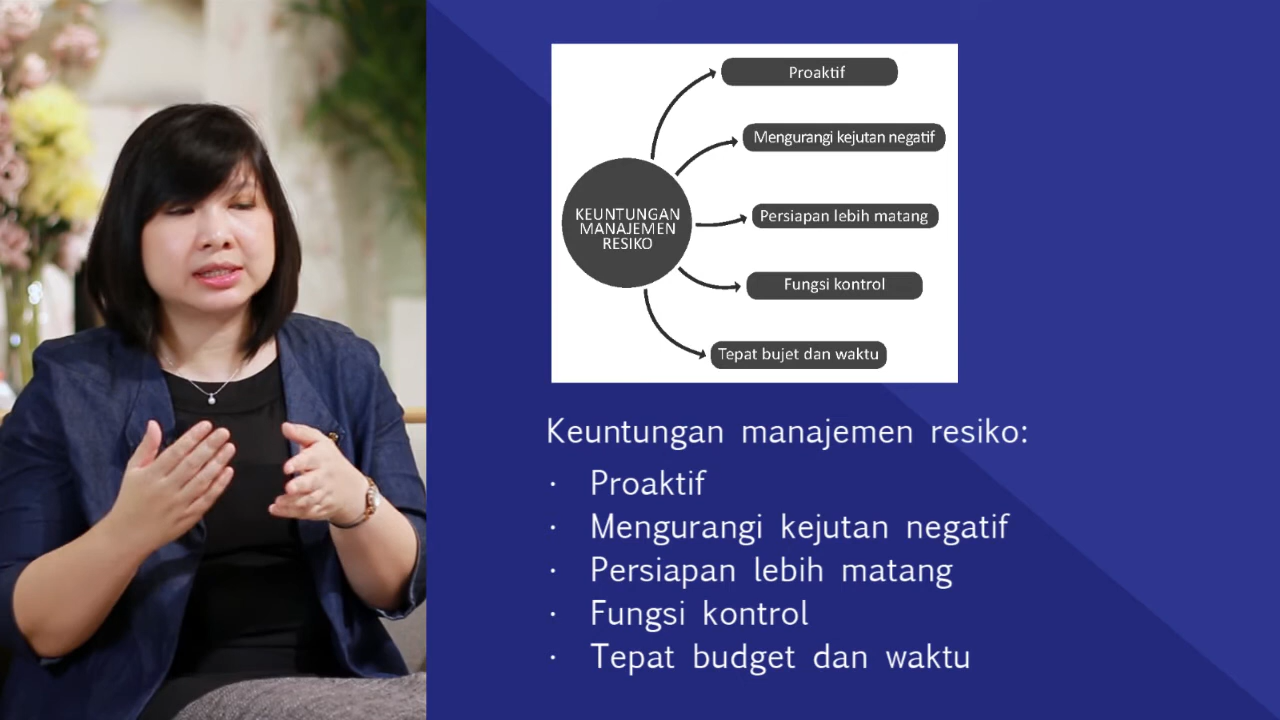 Proaktif
Mengurangi kejutan negatif
KEUNTUNGAN
MANAJEMEN
RESIKO
Persiapan lebih matang
Fungsi kontrol
Tepat bujet dan waktu
Keuntungan manajemen resiko:
· Proaktif
· Mengurangi kejutan negatif
· Persiapan lebih matang
· Fungsi kontrol
· Tepat budget dan waktu